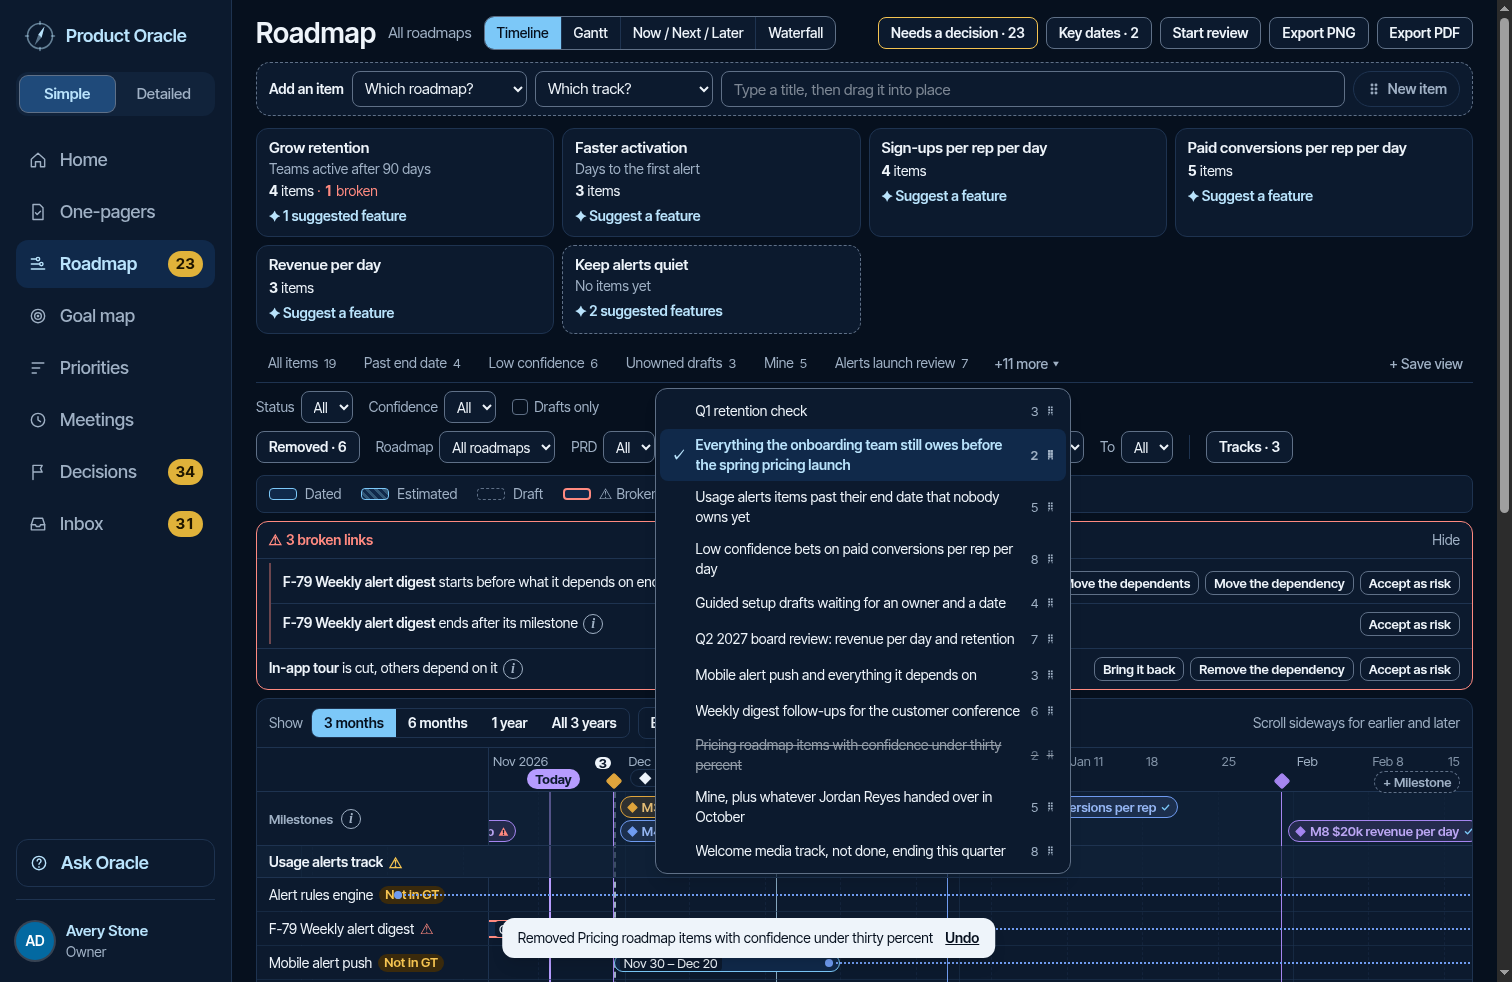 Product Oracle
Simple
Detailed
Home
One-pagers
Roadmap 23
Goal map
Priorities
Meetings
Decisions 34
Inbox 31
Ask Oracle
AD
Avery Stone
Owner
Roadmap
All roadmaps
Timeline
Gantt
Now / Next / Later
Waterfall
Needs a decision · 23
Key dates · 2
Start review
Export PNG
Export PDF
Add an item
Which roadmap?
Which track?
Type a title, then drag it into place
New item
Grow retention
Teams active after 90 days
4 items · 1 broken
1 suggested feature
Faster activation
Days to the first alert
3 items
Suggest a feature
Sign-ups per rep per day
4 items
Suggest a feature
Paid conversions per rep per day
5 items
Suggest a feature
Revenue per day
3 items
Suggest a feature
Keep alerts quiet
No items yet
2 suggested features
All items 19
Past end date 4
Low confidence 6
Unowned drafts 3
Mine 5
Alerts launch review 7
+11 more
+ Save view
Status
All
Confidence
All
Drafts only
Removed · 6
Roadmap
All roadmaps
PRD
All
To
All
Tracks · 3
Q1 retention check 3
✓ Everything the onboarding team still owes before
the spring pricing launch 2
Usage alerts items past their end date that nobody
owns yet 5
Low confidence bets on paid conversions per rep per
day 8
Guided setup drafts waiting for an owner and a date 4
Q2 2027 board review: revenue per day and retention 7
Mobile alert push and everything it depends on 3
Weekly digest follow-ups for the customer conference 6
Pricing roadmap items with confidence under thirty
percent 2
Mine, plus whatever Jordan Reyes handed over in
October 5
Welcome media track, not done, ending this quarter 8
Dated
Estimated
Draft
⚠ Broken
⚠ 3 broken links
Hide
F-79 Weekly alert digest starts before what it depends on
Move the dependents
Move the dependency
Accept as risk
F-79 Weekly alert digest ends after its milestone i
Accept as risk
In-app tour is cut, others depend on it i
Bring it back
Remove the dependency
Accept as risk
Show
3 months
6 months
1 year
All 3 years
Scroll sideways for earlier and later
Nov 2026
3
Dec
Jan 11
18
25
Feb
Feb 8
15
Today
+ Milestone
Milestones i
ersions per rep ✓
M8 $20k revenue per day
Usage alerts track ⚠
Alert rules engine Not in GT
F-79 Weekly alert digest ⚠
Mobile alert push Not in GT
Nov 30 – Dec 20
Removed Pricing roadmap items with confidence under thirty percent Undo